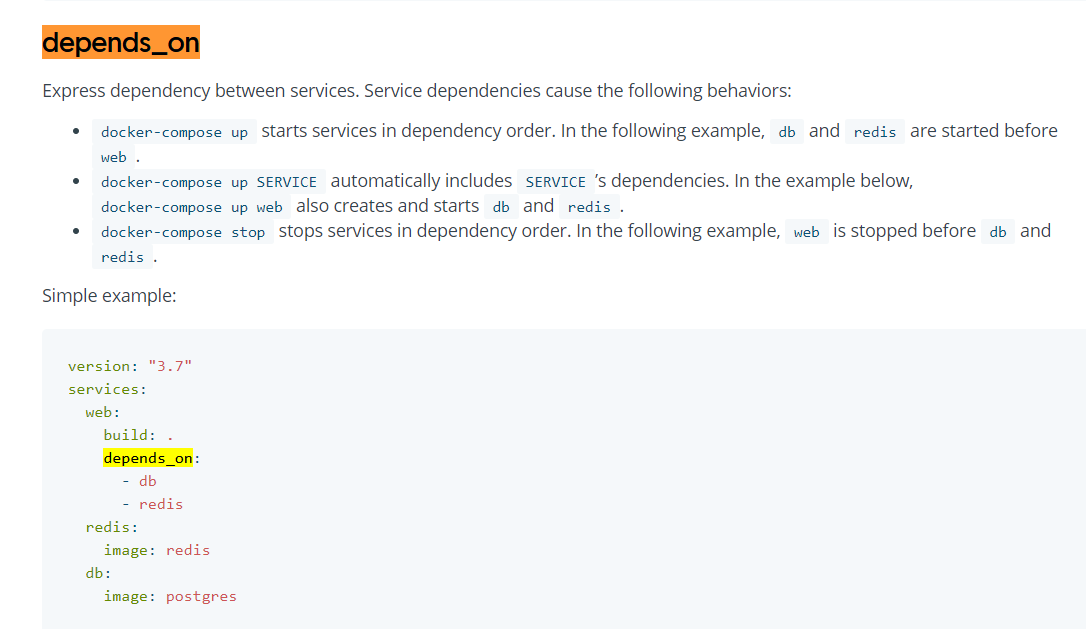 depends_on
Express dependency between services. Service dependencies cause the following behaviors:
• docker-compose up starts services in dependency order. In the following example, db and redis are started before
web .
• docker-compose up SERVICE automatically includes SERVICE ’s dependencies. In the example below,
docker-compose up web also creates and starts db and redis .
• docker-compose stop stops services in dependency order. In the following example, web is stopped before db and
redis .
Simple example:
version: "3.7"
services:
  web:
    build: .
    depends_on:
      - db
      - redis
  redis:
    image: redis
  db:
    image: postgres